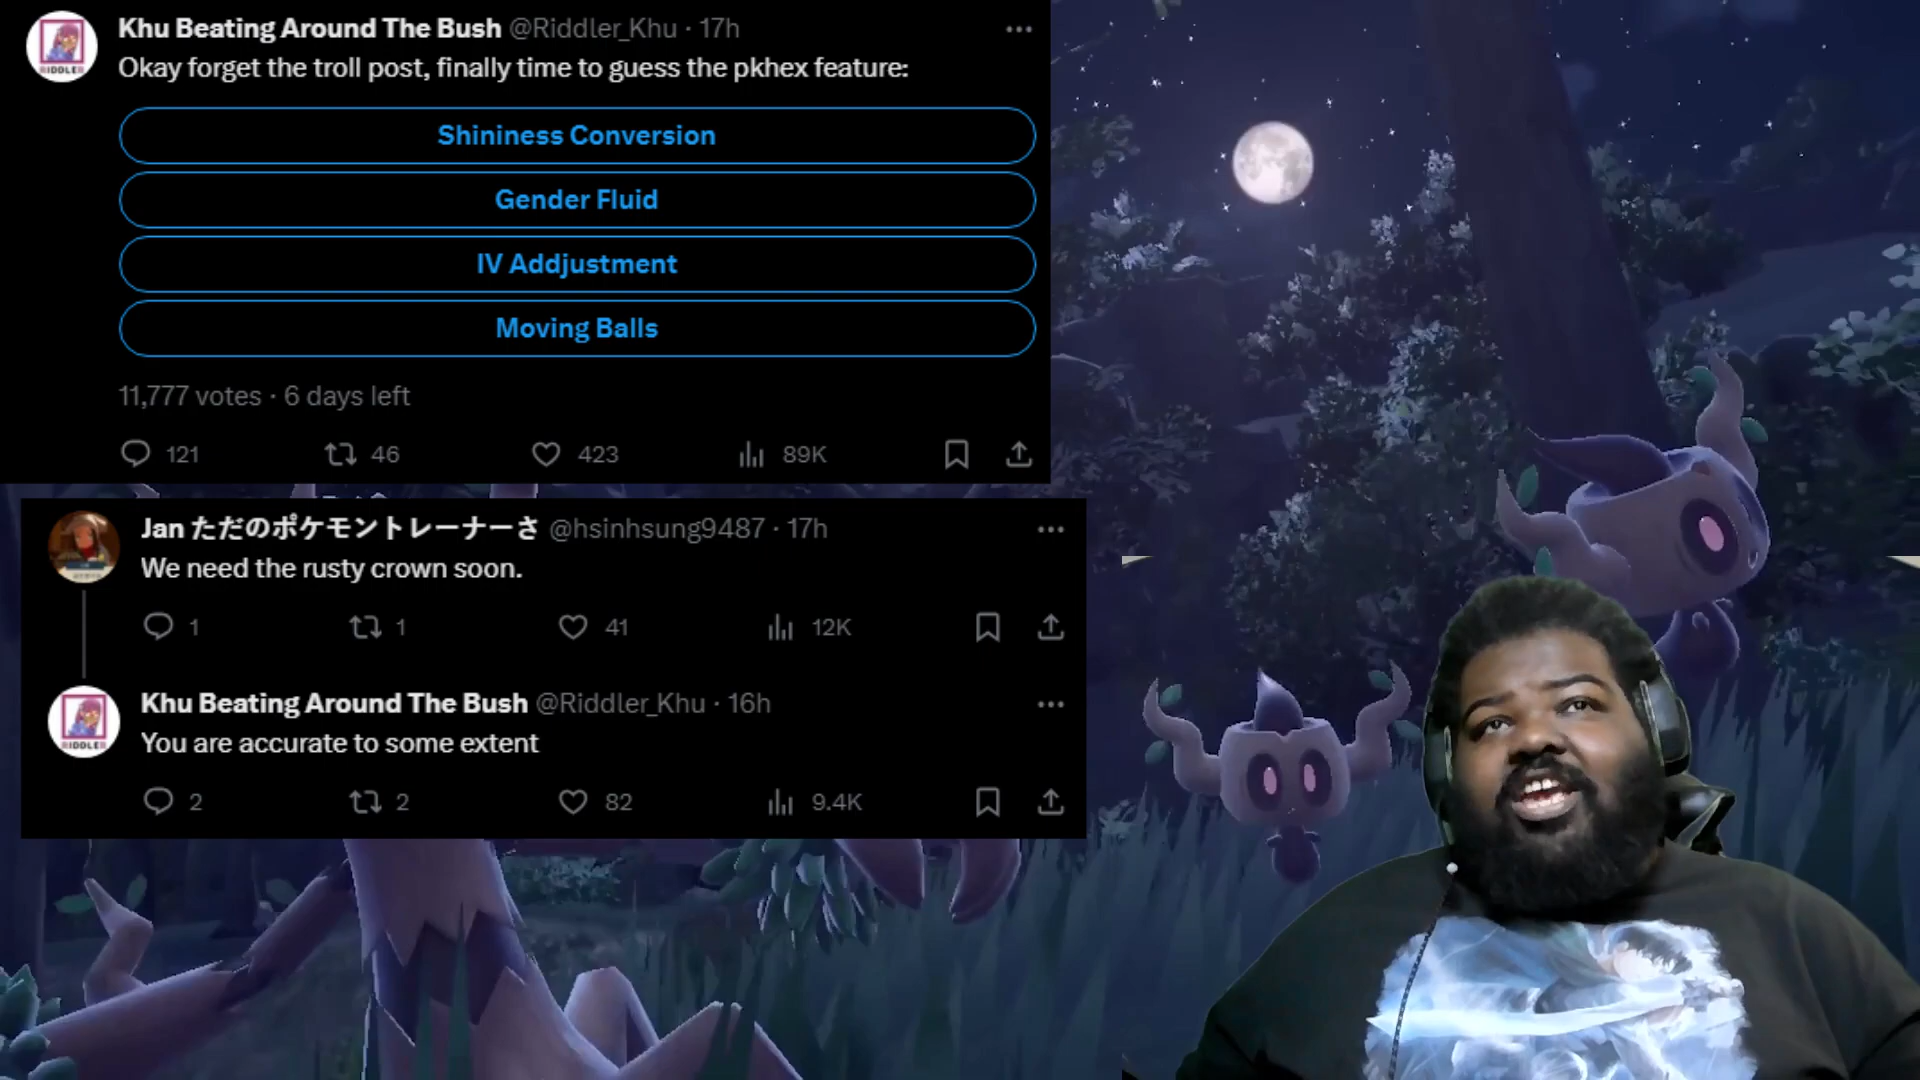 Khu Beating Around The Bush @Riddler_Khu · 17h
Okay forget the troll post, finally time to guess the pkhex feature:
Shininess Conversion
Gender Fluid
IV Addjustment
Moving Balls
11,777 votes · 6 days left
121 46 423 89K
Jan ただのポケモントレーナーさ @hsinhsung9487 · 17h
We need the rusty crown soon.
1 1 41 12K
Khu Beating Around The Bush @Riddler_Khu · 16h
You are accurate to some extent
2 2 82 9.4K